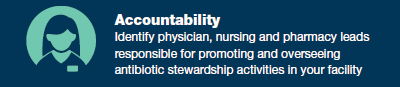 Accountability
Identify physician, nursing and pharmacy leads
responsible for promoting and overseeing
antibiotic stewardship activities in your facility